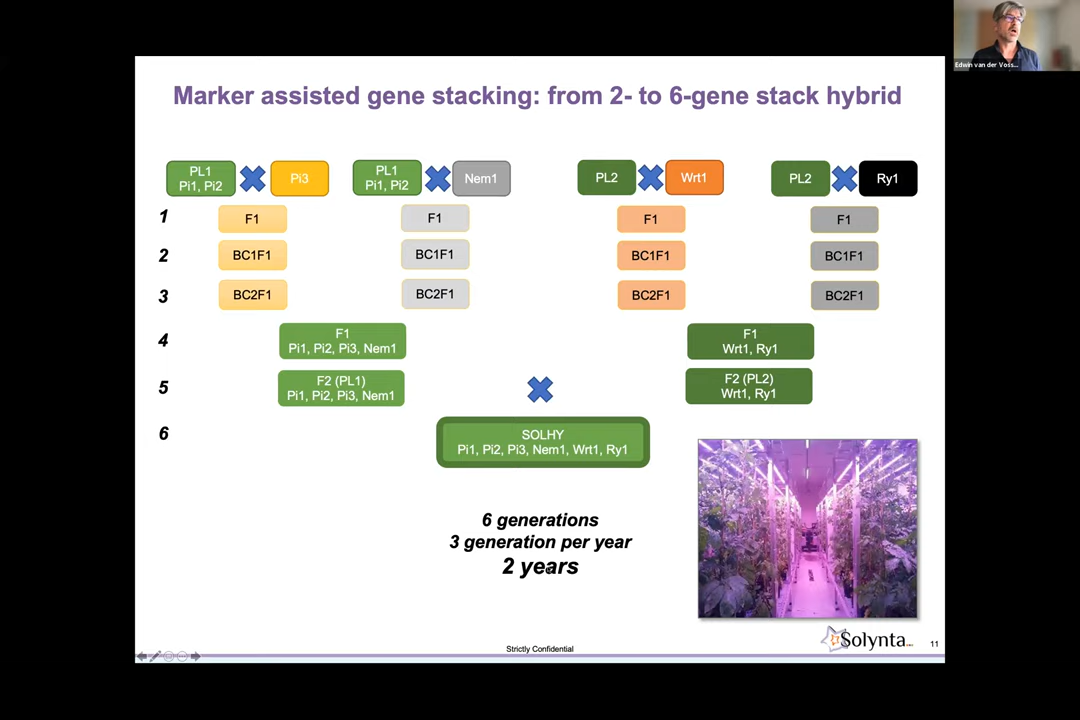 Edwin van der Voss...
Marker assisted gene stacking: from 2- to 6-gene stack hybrid
PL1
Pi1, Pi2
Pi3
PL1
Pi1, Pi2
Nem1
PL2
Wrt1
PL2
Ry1
1
F1
F1
F1
F1
2
BC1F1
BC1F1
BC1F1
BC1F1
3
BC2F1
BC2F1
BC2F1
BC2F1
4
F1
Pi1, Pi2, Pi3, Nem1
F1
Wrt1, Ry1
5
F2 (PL1)
Pi1, Pi2, Pi3, Nem1
F2 (PL2)
Wrt1, Ry1
6
SOLHY
Pi1, Pi2, Pi3, Nem1, Wrt1, Ry1
6 generations
3 generation per year
2 years
Solynta
Strictly Confidential
11